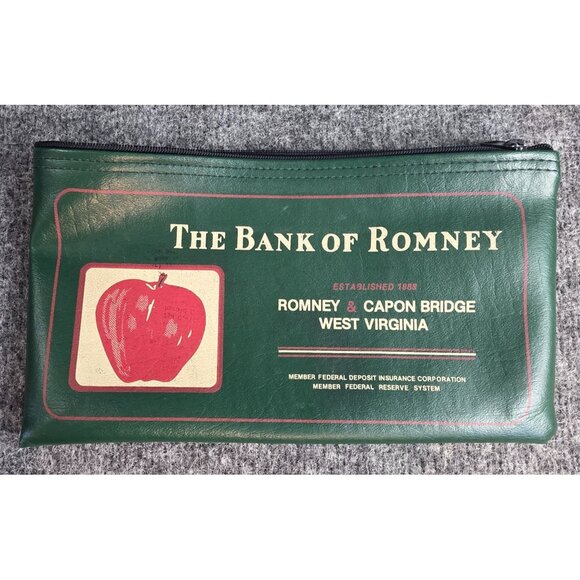 THE BANK OF ROMNEY
ESTABLISHED 1888
ROMNEY & CAPON BRIDGE
WEST VIRGINIA
MEMBER FEDERAL DEPOSIT INSURANCE CORPORATION
MEMBER FEDERAL RESERVE SYSTEM